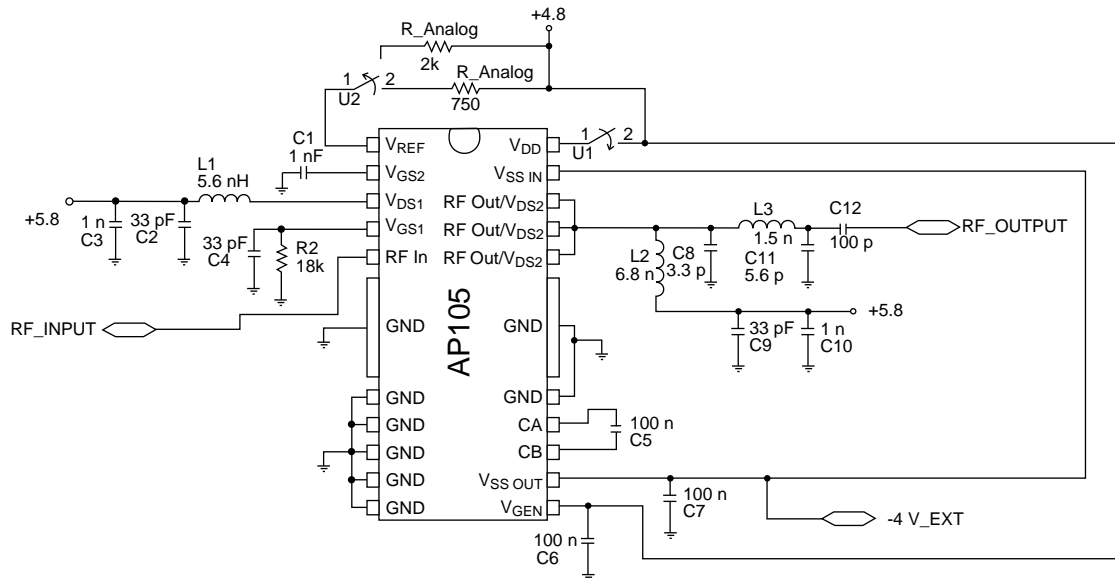 +4.8
R_Analog
2k
R_Analog
1 2
U2
750
C1
1 nF
VREF
VDD
1 2
U1
L1
5.6 nH
VGS2
VSS IN
+5.8
1 n
C3
33 pF
C2
VDS1
RF Out/VDS2
L3
1.5 n
C12
100 p
RF_OUTPUT
33 pF
C4
R2
18k
VGS1
RF Out/VDS2
L2
6.8 n
C8
3.3 p
C11
5.6 p
RF In
RF Out/VDS2
RF_INPUT
GND
AP105
GND
33 pF
C9
1 n
C10
+5.8
GND
GND
GND
CA
100 n
C5
GND
CB
GND
VSS OUT
100 n
C7
-4 V_EXT
GND
VGEN
100 n
C6